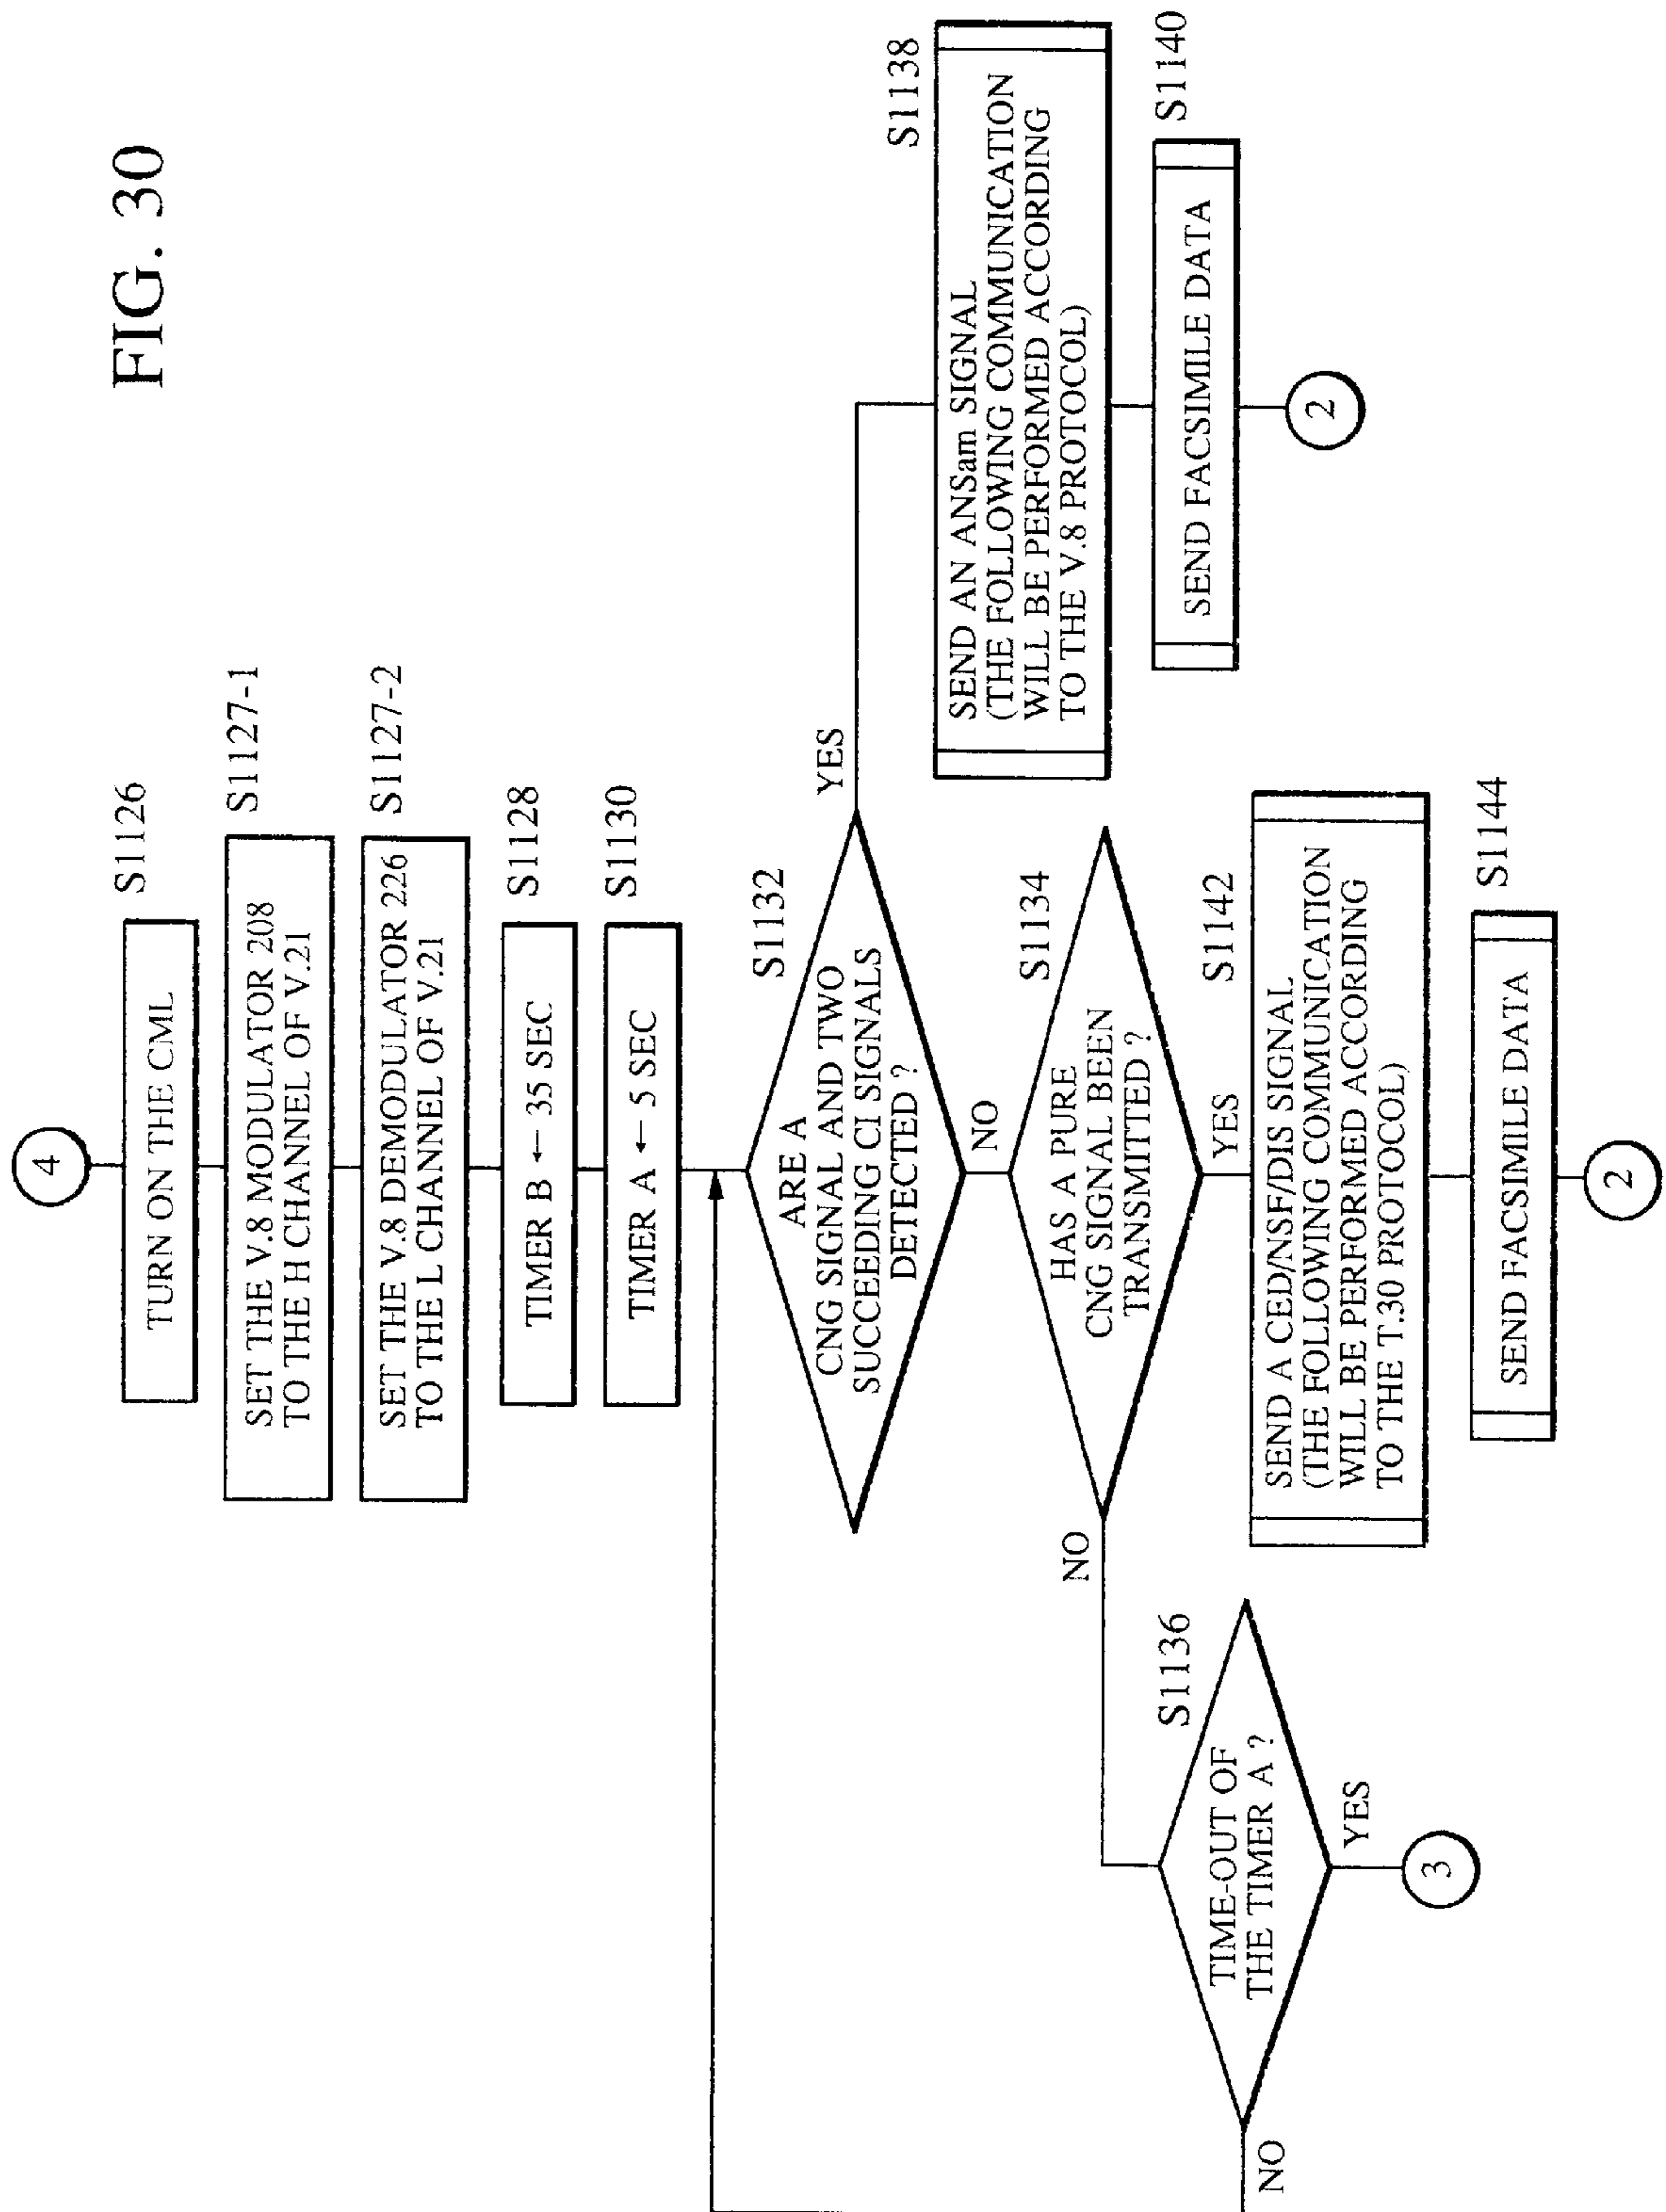 FIG. 30
4
S1126
TURN ON THE CML
S1127-1
SET THE V.8 MODULATOR 208
TO THE H CHANNEL OF V.21
S1127-2
SET THE V.8 DEMODULATOR 226
TO THE L CHANNEL OF V.21
S1128
TIMER B ← 35 SEC
S1130
TIMER A ← 5 SEC
S1132
ARE A
CNG SIGNAL AND TWO
SUCCEEDING CI SIGNALS
DETECTED ?
YES
NO
S1138
SEND AN ANSam SIGNAL
(THE FOLLOWING COMMUNICATION
WILL BE PERFORMED ACCORDING
TO THE V.8 PROTOCOL)
S1140
SEND FACSIMILE DATA
2
S1134
HAS A PURE
CNG SIGNAL BEEN
TRANSMITTED ?
NO
YES
S1142
SEND A CED/NSF/DIS SIGNAL
(THE FOLLOWING COMMUNICATION
WILL BE PERFORMED ACCORDING
TO THE T.30 PROTOCOL)
S1144
SEND FACSIMILE DATA
2
S1136
TIME-OUT OF
THE TIMER A ?
NO
YES
3